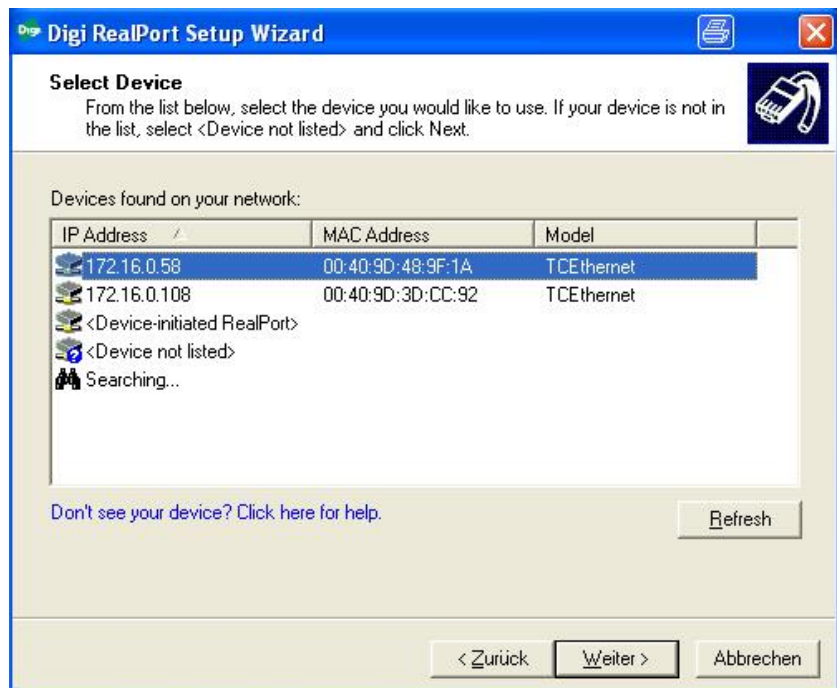 Digi Digi RealPort Setup Wizard
Select Device
From the list below, select the device you would like to use. If your device is not in
the list, select <Device not listed> and click Next.
Devices found on your network:
IP Address MAC Address Model
172.16.0.58 00:40:9D:48:9F:1A TCEthernet
172.16.0.108 00:40:9D:3D:CC:92 TCEthernet
<Device-initiated RealPort>
<Device not listed>
Searching...
Don't see your device? Click here for help.
Refresh
< Zurück Weiter > Abbrechen